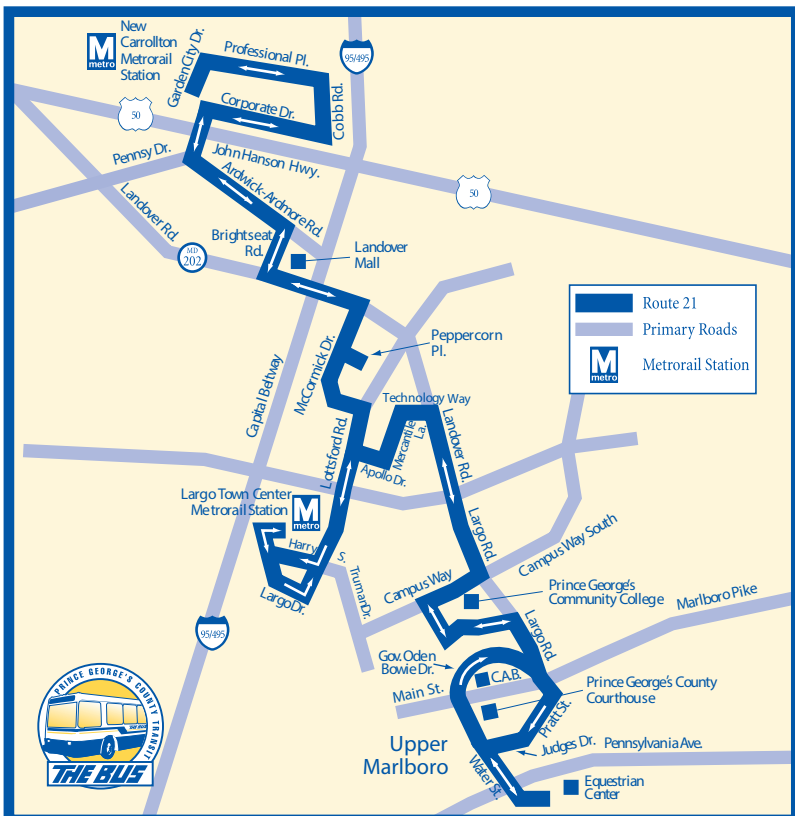 New
Carrollton
Metrorail
Station
M
metro
Garden City Dr.
Professional Pl.
95/495
Cobb Rd.
Corporate Dr.
50
Pennsy Dr.
John Hanson Hwy.
Ardwick-Ardmore Rd.
50
Landover Rd.
Brightseat
Rd.
MD
202
Landover
Mall
Route 21
Primary Roads
M
metro
Metrorail Station
Peppercorn
Pl.
McCormick Dr.
Capital Beltway
Technology Way
Mercantile
La.
Landover Rd.
Lottsford Rd.
Apollo Dr.
Largo Town Center
Metrorail Station
M
metro
Harry S. Truman Dr.
Largo Dr.
Largo Rd.
Campus Way South
Campus Way
Prince George's
Community College
Marlboro Pike
95/495
Largo Rd.
Gov. Oden
Bowie Dr.
C.A.B.
Main St.
Prince George's County
Courthouse
Pratt St.
Upper
Marlboro
Judges Dr.
Pennsylvania Ave.
Water St.
Equestrian
Center
PRINCE GEORGE'S COUNTY TRANSIT
THE BUS
THE BUS